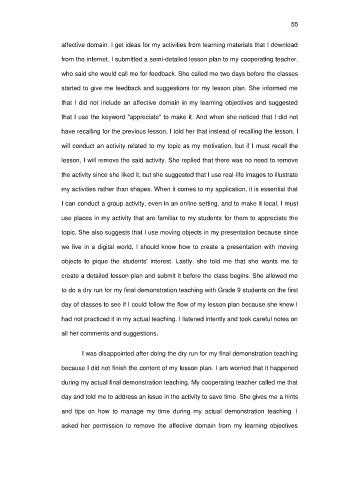 55
affective domain. I get ideas for my activities from learning materials that I download
from the internet. I submitted a semi-detailed lesson plan to my cooperating teacher,
who said she would call me for feedback. She called me two days before the classes
started to give me feedback and suggestions for my lesson plan. She informed me
that I did not include an affective domain in my learning objectives and suggested
that I use the keyword "appreciate" to make it. And when she noticed that I did not
have recalling for the previous lesson, I told her that instead of recalling the lesson, I
will conduct an activity related to my topic as my motivation, but if I must recall the
lesson, I will remove the said activity. She replied that there was no need to remove
the activity since she liked it, but she suggested that I use real-life images to illustrate
my activities rather than shapes. When it comes to my application, it is essential that
I can conduct a group activity, even in an online setting, and to make it local. I must
use places in my activity that are familiar to my students for them to appreciate the
topic. She also suggests that I use moving objects in my presentation because since
we live in a digital world, I should know how to create a presentation with moving
objects to pique the students' interest. Lastly, she told me that she wants me to
create a detailed lesson plan and submit it before the class begins. She allowed me
to do a dry run for my final demonstration teaching with Grade 9 students on the first
day of classes to see if I could follow the flow of my lesson plan because she knew I
had not practiced it in my actual teaching. I listened intently and took careful notes on
all her comments and suggestions.
I was disappointed after doing the dry run for my final demonstration teaching
because I did not finish the content of my lesson plan. I am worried that it happened
during my actual final demonstration teaching. My cooperating teacher called me that
day and told me to address an issue in the activity to save time. She gives me a hints
and tips on how to manage my time during my actual demonstration teaching. I
asked her permission to remove the affective domain from my learning objectives